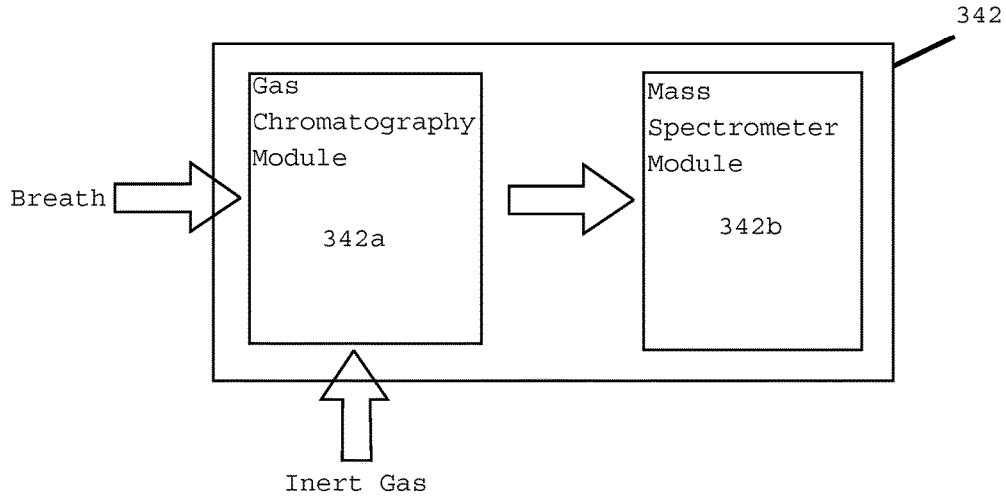 342
Gas
Chromatography
Module
342a
Mass
Spectrometer
Module
342b
Breath
Inert Gas